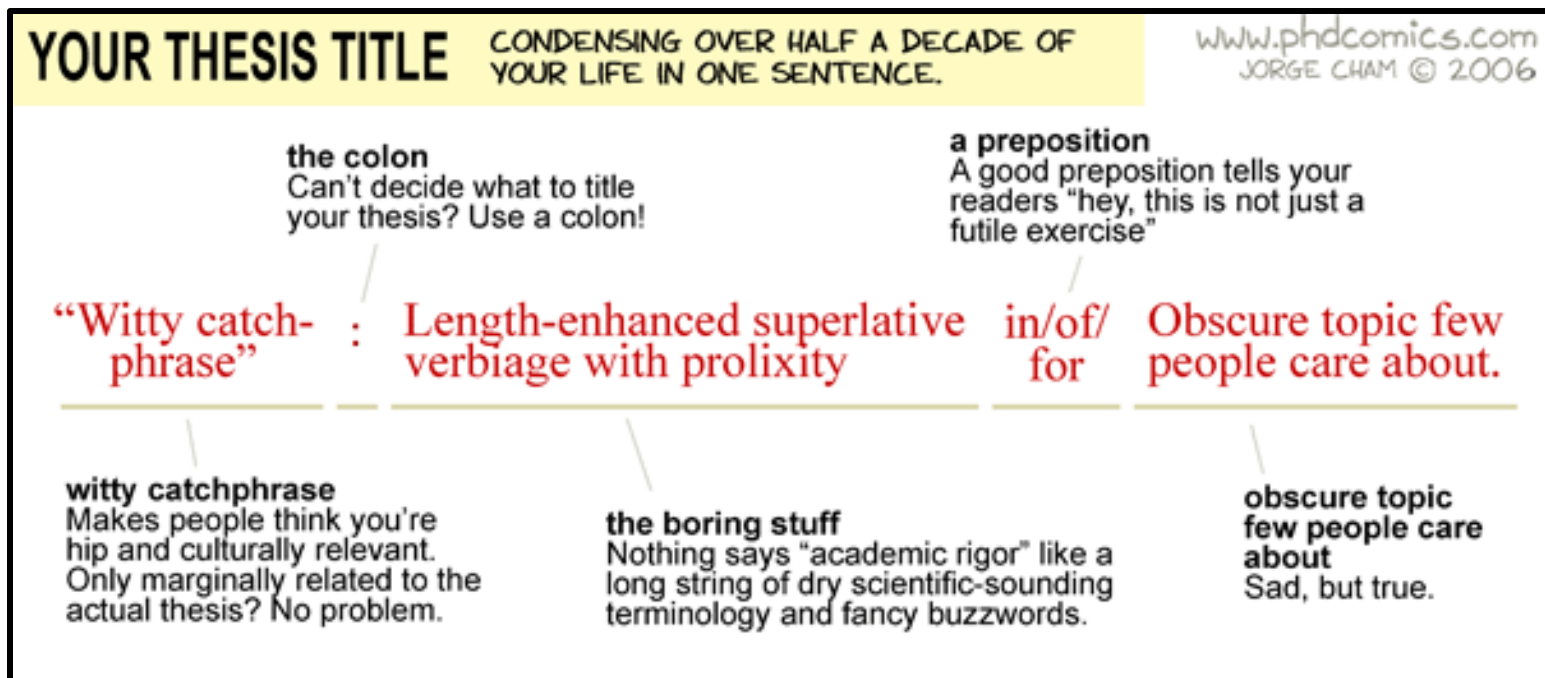 YOUR THESIS TITLE
CONDENSING OVER HALF A DECADE OF
YOUR LIFE IN ONE SENTENCE.
www.phdcomics.com
JORGE CHAM © 2006
the colon
Can't decide what to title
your thesis? Use a colon!
a preposition
A good preposition tells your
readers “hey, this is not just a
futile exercise”
“Witty catch-
phrase”
:
Length-enhanced superlative
verbiage with prolixity
in/of/
for
Obscure topic few
people care about.
witty catchphrase
Makes people think you're
hip and culturally relevant.
Only marginally related to the
actual thesis? No problem.
the boring stuff
Nothing says “academic rigor” like a
long string of dry scientific-sounding
terminology and fancy buzzwords.
obscure topic
few people care
about
Sad, but true.